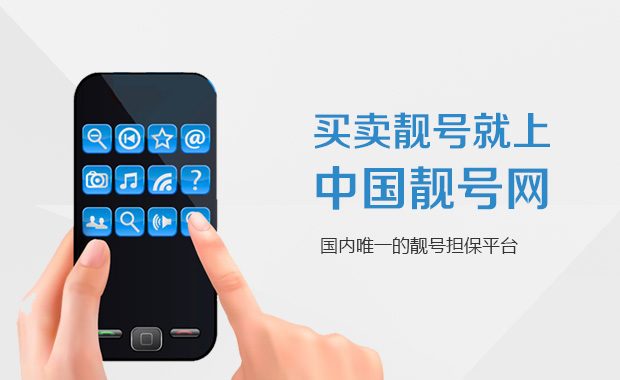 买卖靓号就上
中国靓号网
国内唯一的靓号担保平台